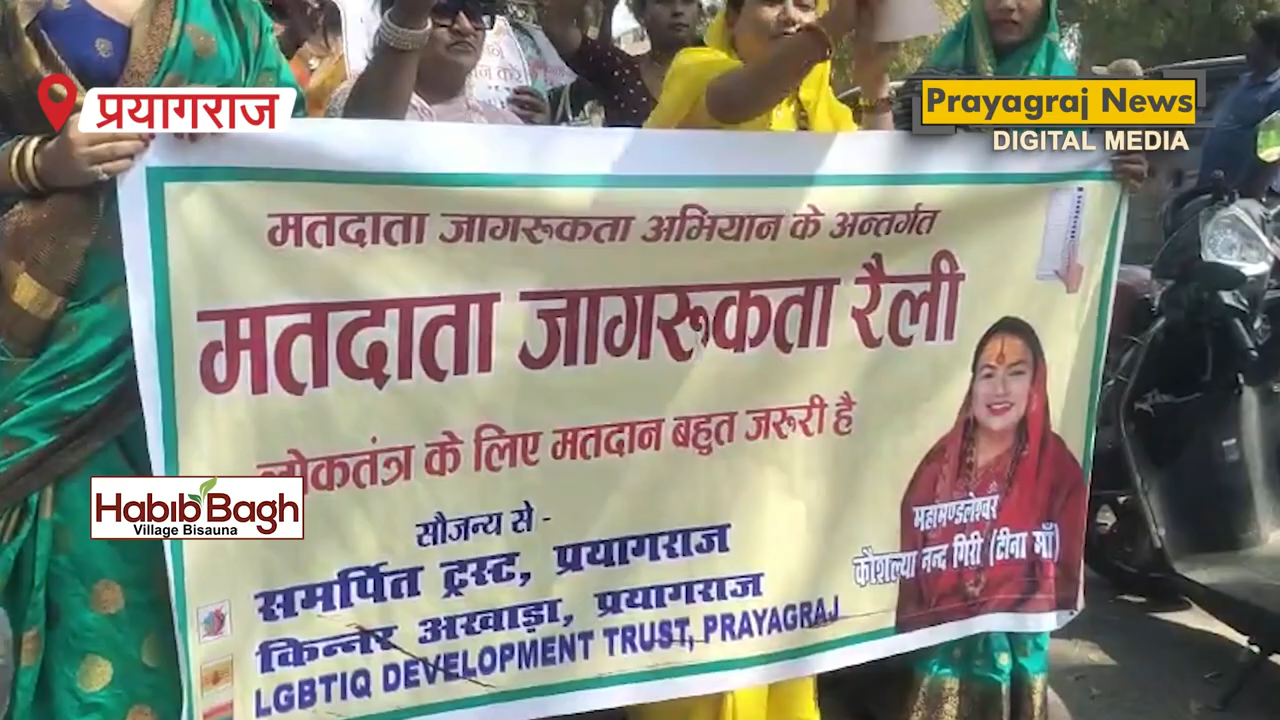 प्रयागराज
Prayagraj News
DIGITAL MEDIA
मतदाता जागरूकता अभियान के अन्तर्गत
मतदाता जागरूकता रैली
लोकतंत्र के लिए मतदान बहुत जरूरी है
Habib Bagh
Village Bisauna
सौजन्य से -
समर्पित ट्रस्ट, प्रयागराज
किन्नर अखाड़ा, प्रयागराज
LGBTIQ DEVELOPMENT TRUST, PRAYAGRAJ
महामण्डलेश्वर
कौशल्या नन्द गिरी (टीना माँ)